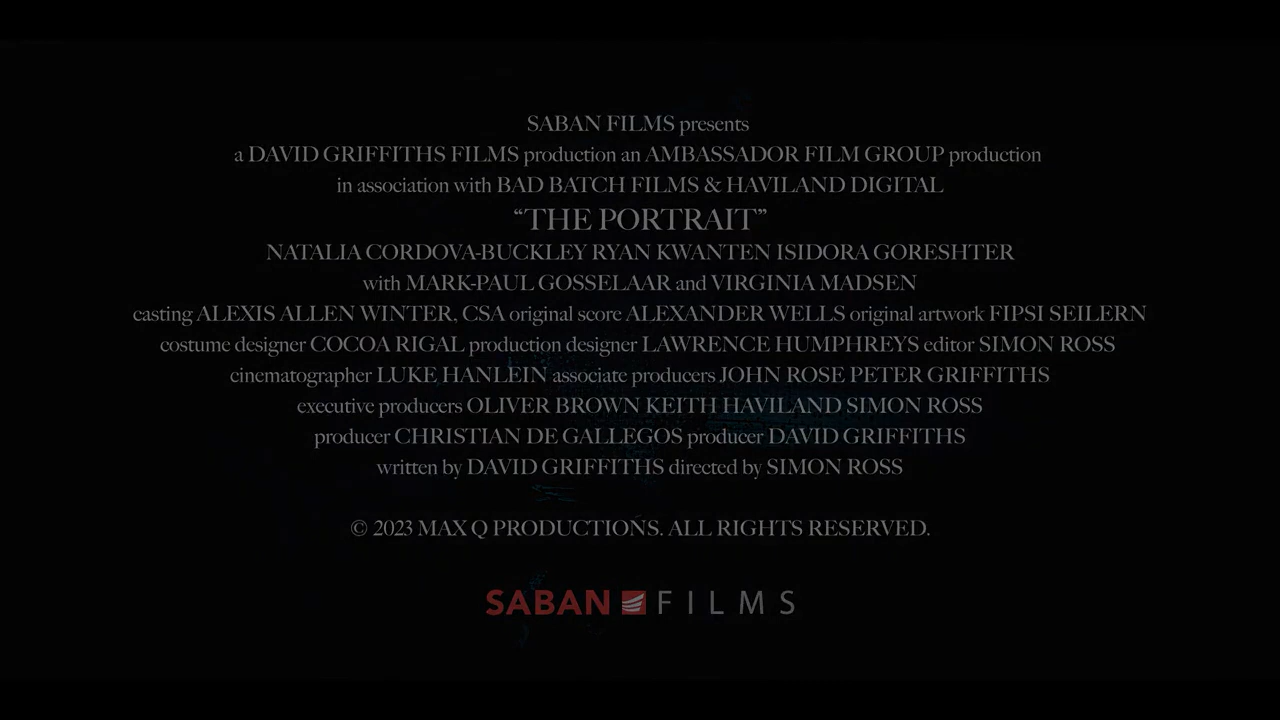 SABAN FILMS presents
a DAVID GRIFFITHS FILMS production an AMBASSADOR FILM GROUP production
in association with BAD BATCH FILMS & HAVILAND DIGITAL
“THE PORTRAIT”
NATALIA CORDOVA-BUCKLEY RYAN KWANTEN ISIDORA GORESHTER
with MARK-PAUL GOSSELAAR and VIRGINIA MADSEN
casting ALEXIS ALLEN WINTER, CSA original score ALEXANDER WELLS original artwork FIPSI SEILERN
costume designer COCOA RIGAL production designer LAWRENCE HUMPHREYS editor SIMON ROSS
cinematographer LUKE HANLEIN associate producers JOHN ROSE PETER GRIFFITHS
executive producers OLIVER BROWN KEITH HAVILAND SIMON ROSS
producer CHRISTIAN DE GALLEGOS producer DAVID GRIFFITHS
written by DAVID GRIFFITHS directed by SIMON ROSS
© 2023 MAX Q PRODUCTIONS. ALL RIGHTS RESERVED.
SABAN FILMS